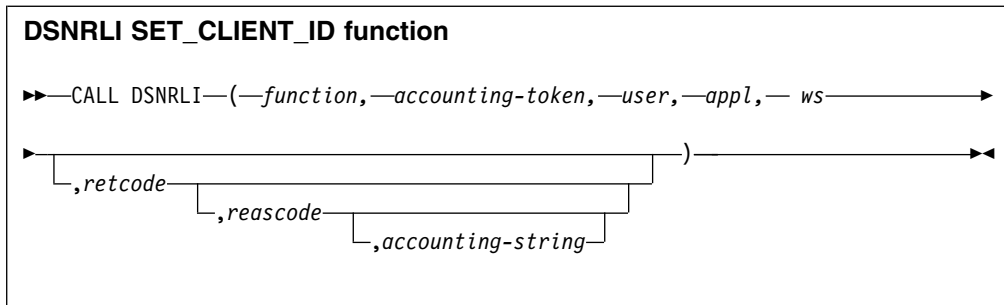 DSNRLI SET_CLIENT_ID function
CALL DSNRLI ( function, accounting-token, user, appl, ws
,retcode )
,reascode
,accounting-string